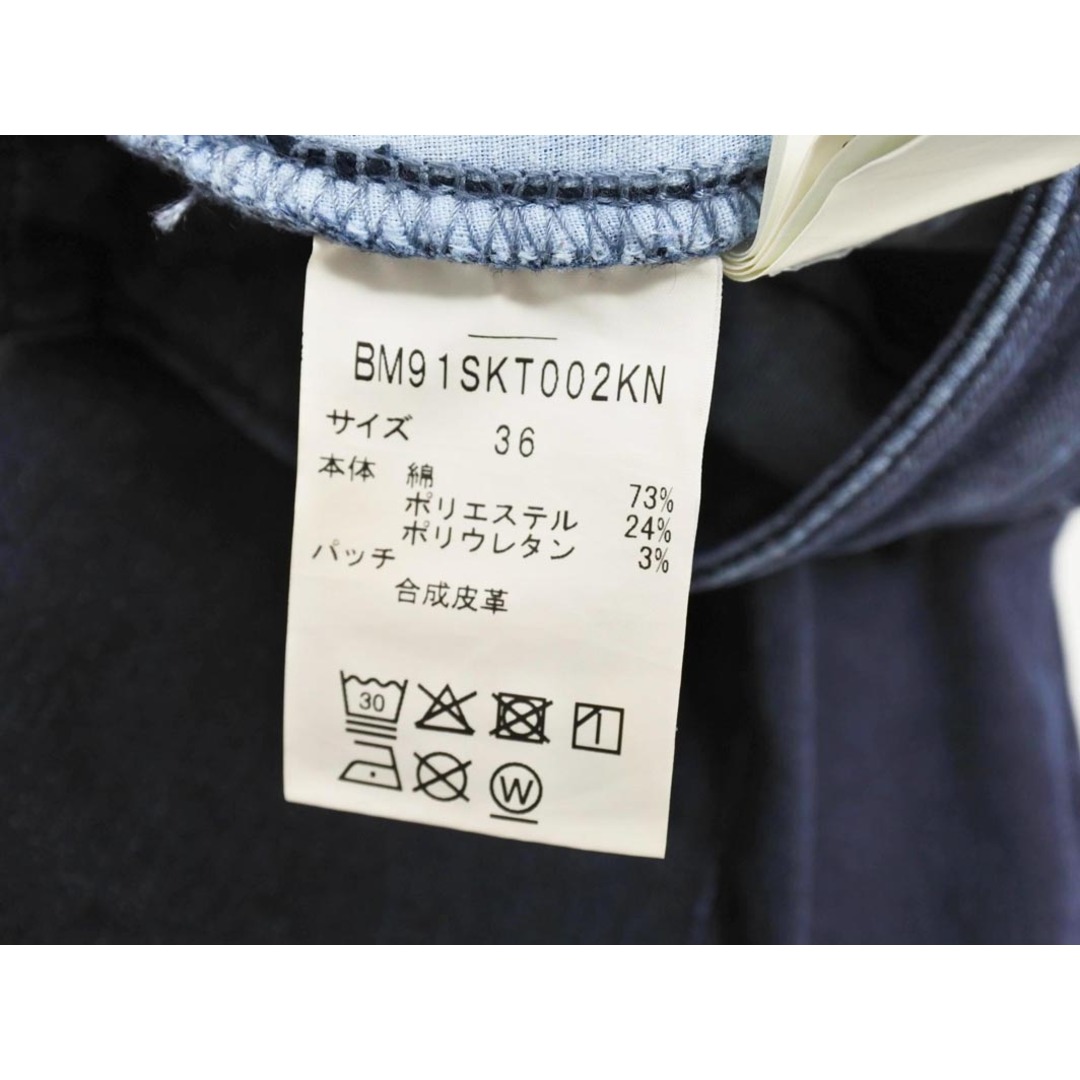 BM91SKT002KN
サイズ 36
本体 綿 73%
ポリエステル 24%
ポリウレタン 3%
パッチ
合成皮革
30
W